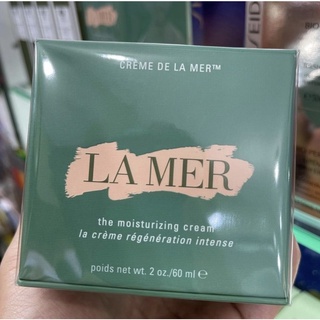 CRÈME DE LA MER™
LA MER
the moisturizing cream
la crème régénération intense
poids net wt. 2 oz./60 ml ℮